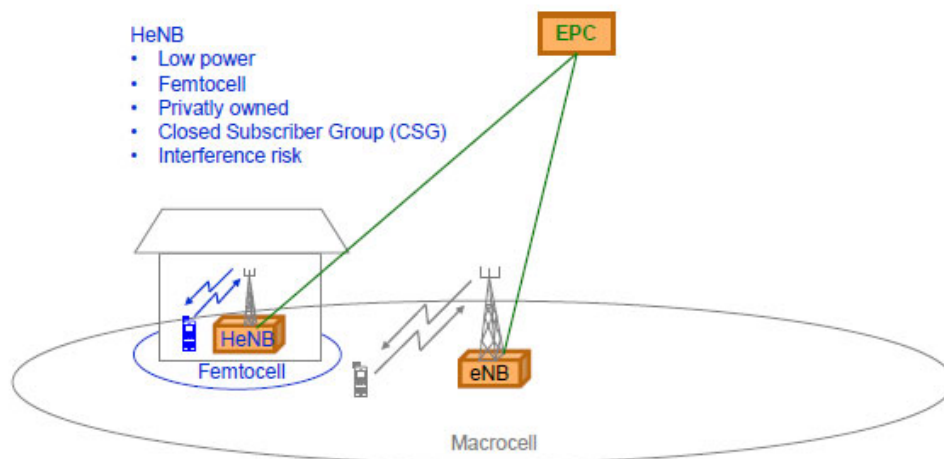 HeNB
• Low power
• Femtocell
• Privatly owned
• Closed Subscriber Group (CSG)
• Interference risk
EPC
HeNB
Femtocell
eNB
Macrocell